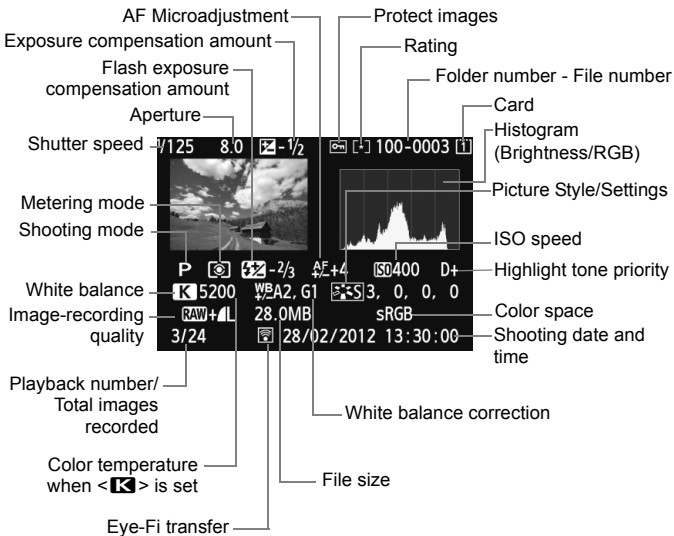 AF Microadjustment
Protect images
Exposure compensation amount
Rating
Flash exposure
compensation amount
Folder number - File number
Aperture
Card
Shutter speed
Histogram
(Brightness/RGB)
/125 8.0 -1/2 100-0003 1
Metering mode
Picture Style/Settings
Shooting mode
ISO speed
P -2/3 AF+4 ISO400 D+
Highlight tone priority
White balance
K 5200 WB A2, G1 S 3, 0, 0, 0
Image-recording
quality
RAW+L 28.0MB sRGB
Color space
3/24 28/02/2012 13:30:00
Shooting date and
time
Playback number/
Total images
recorded
White balance correction
Color temperature
when <K> is set
File size
Eye-Fi transfer